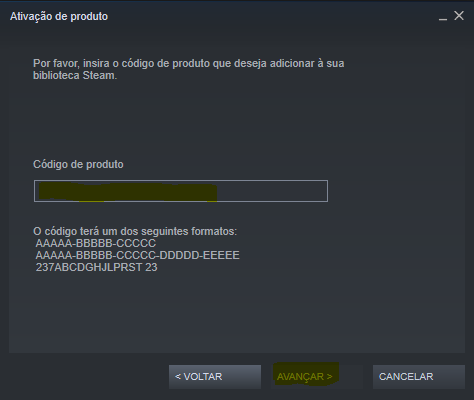 Ativação de produto
Por favor, insira o código de produto que deseja adicionar à sua
biblioteca Steam.
Código de produto
O código terá um dos seguintes formatos:
AAAAA-BBBBB-CCCCC
AAAAA-BBBBB-CCCCC-DDDDD-EEEEE
237ABCDGHJLPRST 23
< VOLTAR
AVANÇAR >
CANCELAR